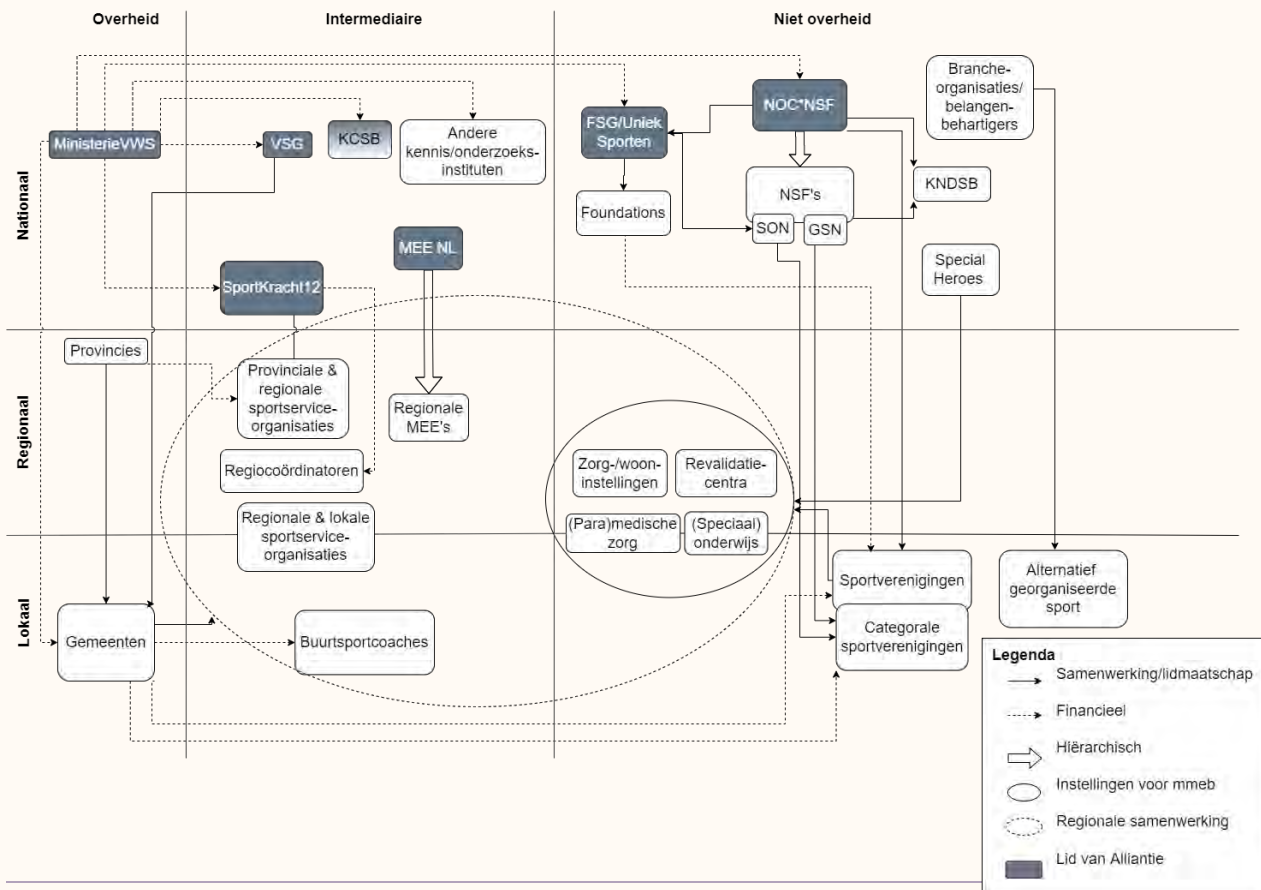 Overheid
Intermediaire
Niet overheid
Nationaal
Regionaal
Lokaal
MinisterieVWS
VSG
KCSB
Andere
kennis/onderzoeks-
instituten
FSG/Uniek
Sporten
NOC*NSF
Branche-
organisaties/
belangen-
behartigers
Foundations
NSF's
SON
GSN
KNDSB
MEE NL
SportKracht12
Special
Heroes
Provincies
Provinciale &
regionale
sportservice-
organisaties
Regionale
MEE's
Regiocoördinatoren
Zorg-/woon-
instellingen
Revalidatie-
centra
Regionale & lokale
sportservice-
organisaties
(Para)medische
zorg
(Speciaal)
onderwijs
Gemeenten
Buurtsportcoaches
Sportverenigingen
Categorale
sportverenigingen
Alternatief
georganiseerde
sport
Legenda
Samenwerking/lidmaatschap
Financieel
Hiërarchisch
Instellingen voor mmeb
Regionale samenwerking
Lid van Alliantie